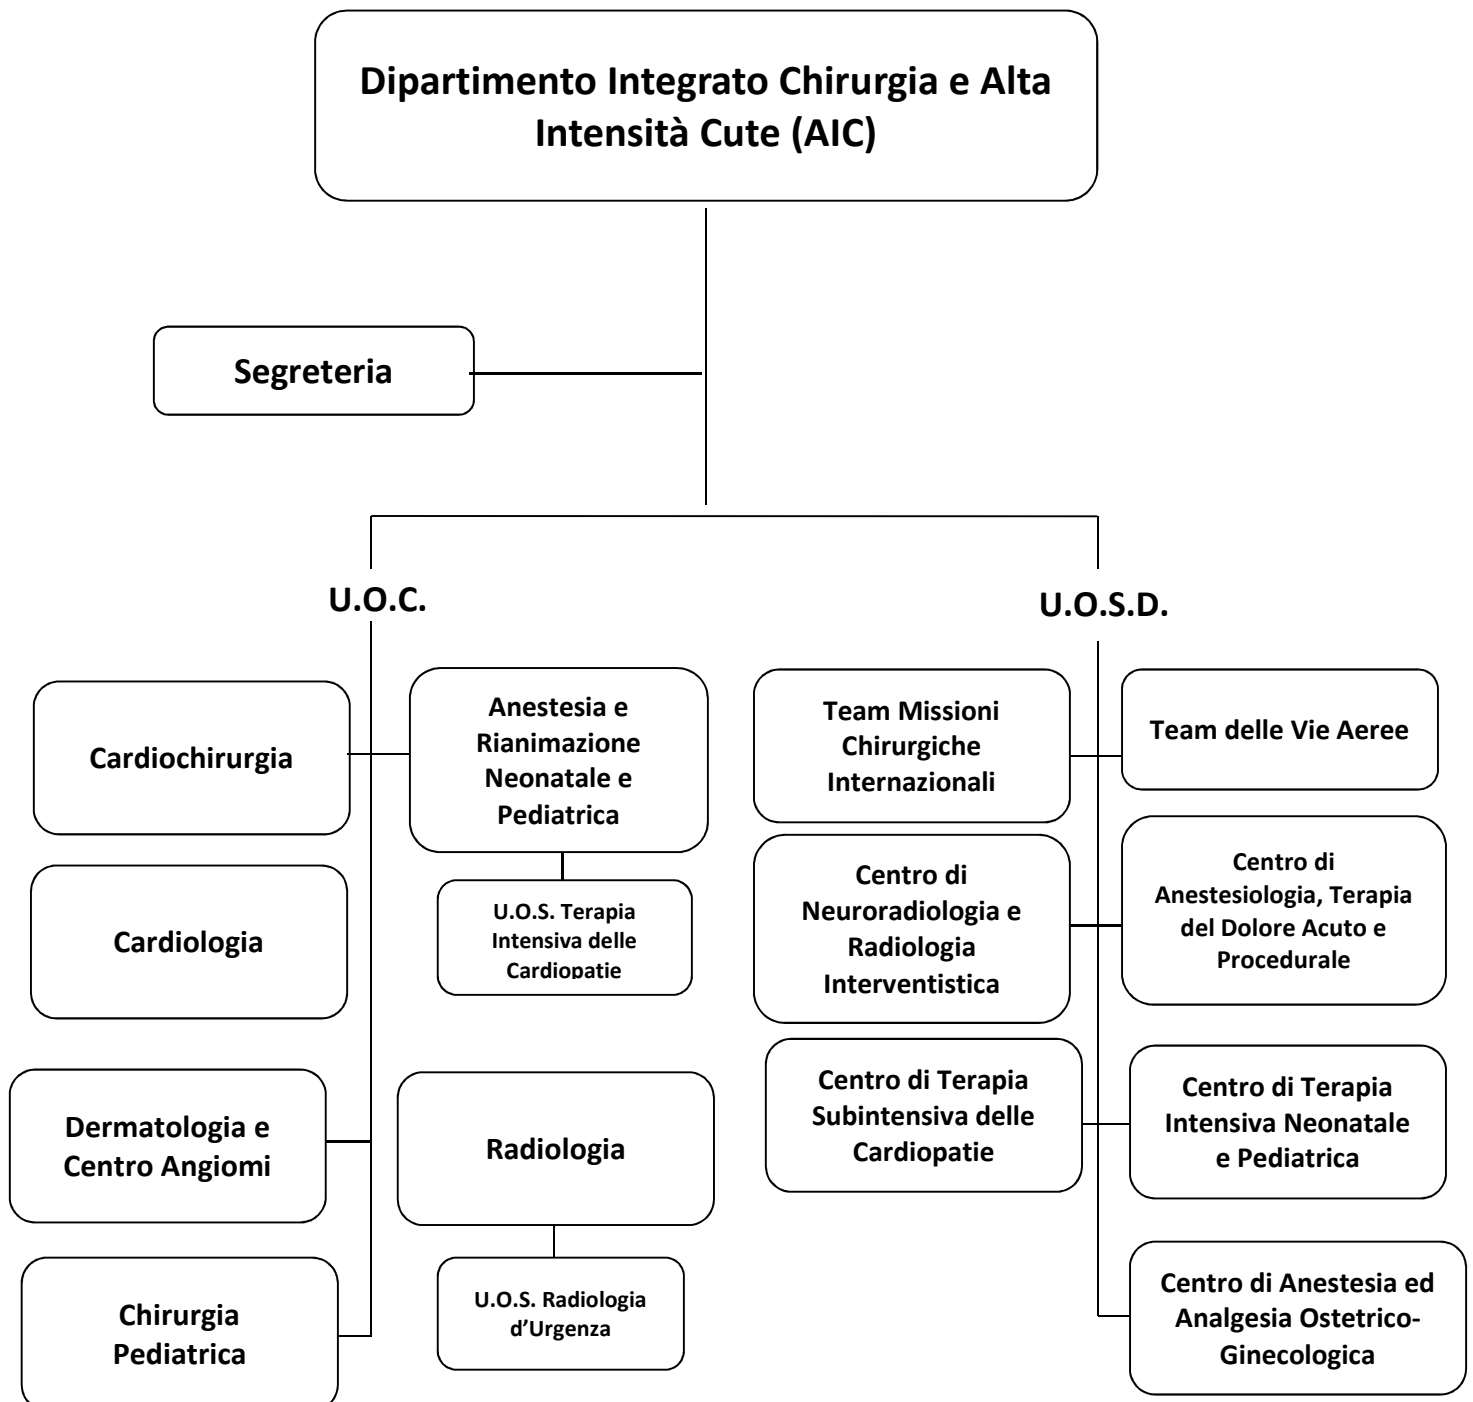 Dipartimento Integrato Chirurgia e Alta
Intensità Cute (AIC)
Segreteria
U.O.C.
U.O.S.D.
Cardiochirurgia
Anestesia e
Rianimazione
Neonatale e
Pediatrica
U.O.S. Terapia
Intensiva delle
Cardiopatie
Cardiologia
Dermatologia e
Centro Angiomi
Radiologia
U.O.S. Radiologia
d’Urgenza
Chirurgia
Pediatrica
Team Missioni
Chirurgiche
Internazionali
Team delle Vie Aeree
Centro di
Neuroradiologia e
Radiologia
Interventistica
Centro di
Anestesiologia, Terapia
del Dolore Acuto e
Procedurale
Centro di Terapia
Subintensiva delle
Cardiopatie
Centro di Terapia
Intensiva Neonatale
e Pediatrica
Centro di Anestesia ed
Analgesia Ostetrico-
Ginecologica